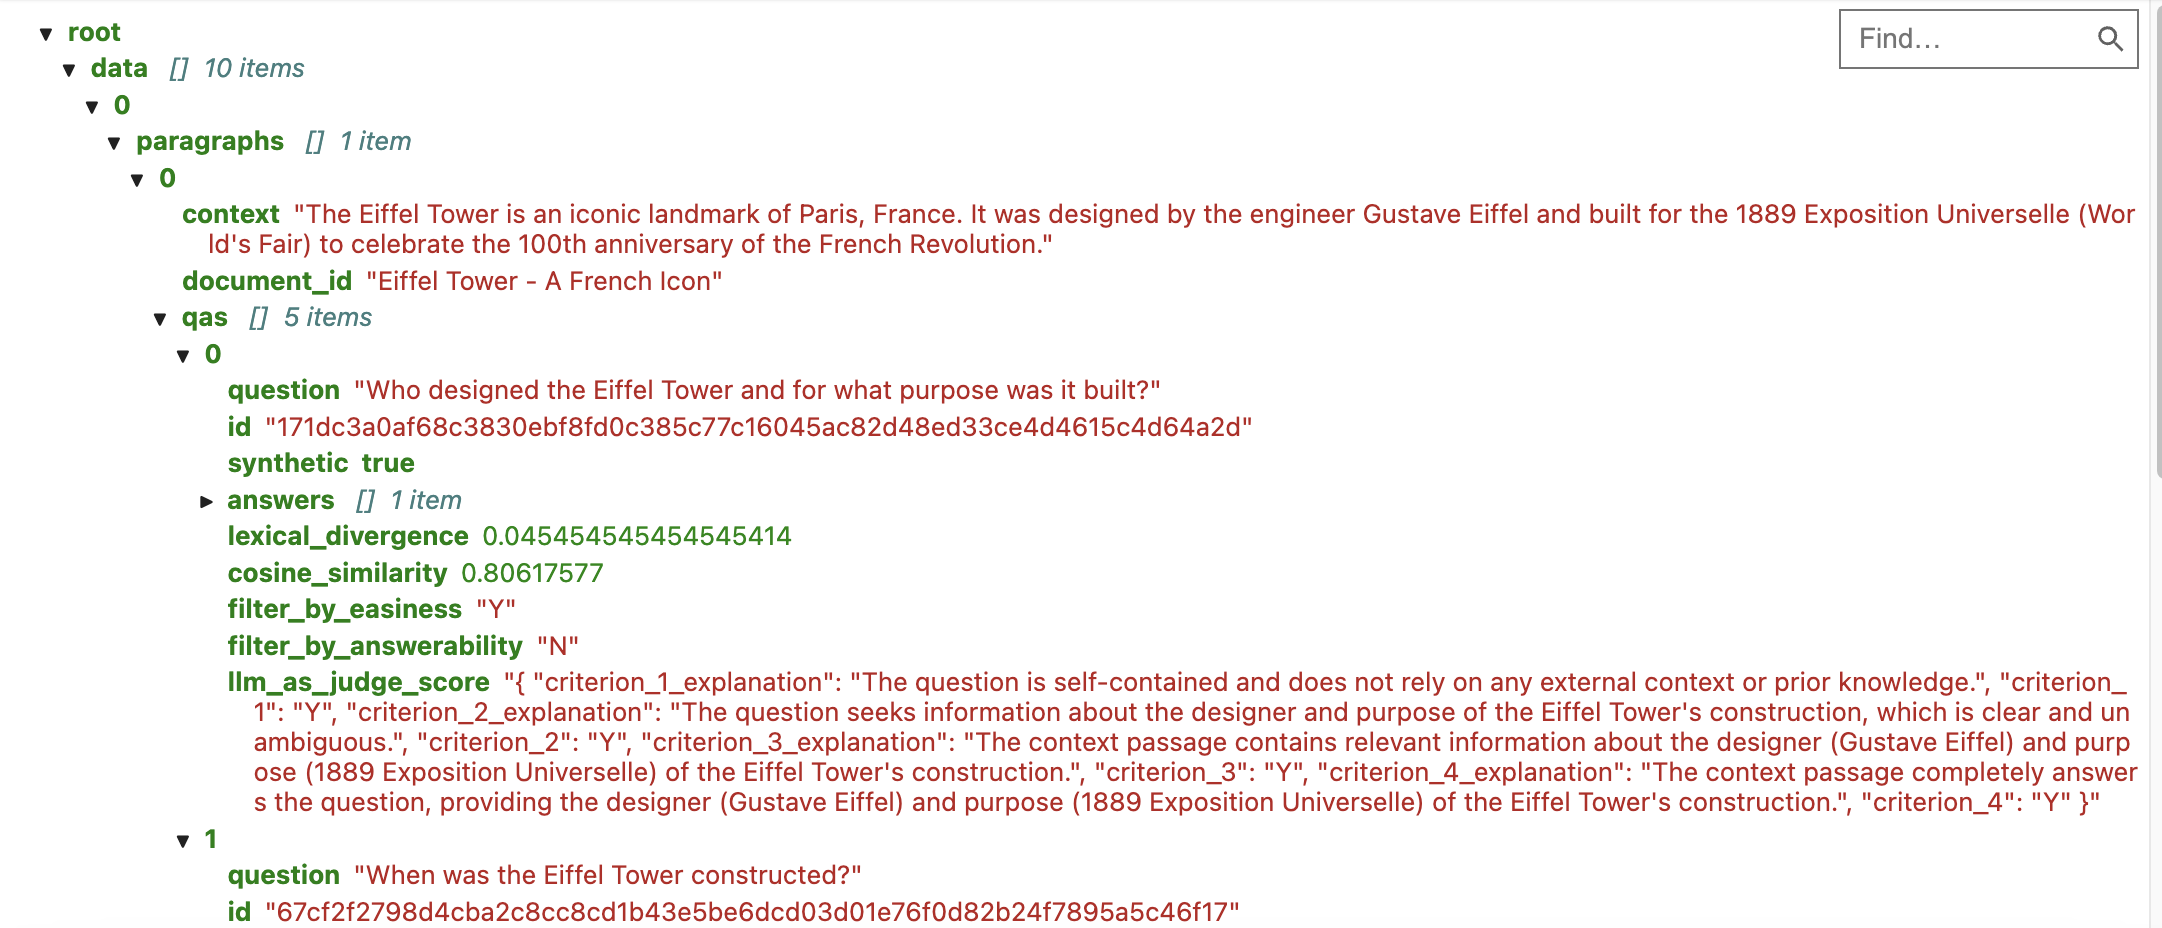 root
Find...
data [] 10 items
0
paragraphs [] 1 item
0
context "The Eiffel Tower is an iconic landmark of Paris, France. It was designed by the engineer Gustave Eiffel and built for the 1889 Exposition Universelle (Wor
ld's Fair) to celebrate the 100th anniversary of the French Revolution."
document_id "Eiffel Tower - A French Icon"
qas [] 5 items
0
question "Who designed the Eiffel Tower and for what purpose was it built?"
id "171dc3a0af68c3830ebf8fd0c385c77c16045ac82d48ed33ce4d4615c4d64a2d"
synthetic true
answers [] 1 item
lexical_divergence 0.045454545454545414
cosine_similarity 0.80617577
filter_by_easiness "Y"
filter_by_answerability "N"
llm_as_judge_score "{ "criterion_1_explanation": "The question is self-contained and does not rely on any external context or prior knowledge.", "criterion_
1": "Y", "criterion_2_explanation": "The question seeks information about the designer and purpose of the Eiffel Tower's construction, which is clear and un
ambiguous.", "criterion_2": "Y", "criterion_3_explanation": "The context passage contains relevant information about the designer (Gustave Eiffel) and purp
ose (1889 Exposition Universelle) of the Eiffel Tower's construction.", "criterion_3": "Y", "criterion_4_explanation": "The context passage completely answer
s the question, providing the designer (Gustave Eiffel) and purpose (1889 Exposition Universelle) of the Eiffel Tower's construction.", "criterion_4": "Y" }"
1
question "When was the Eiffel Tower constructed?"
id "67cf2f2798d4cba2c8cc8cd1b43e5be6dcd03d01e76f0d82b24f7895a5c46f17"